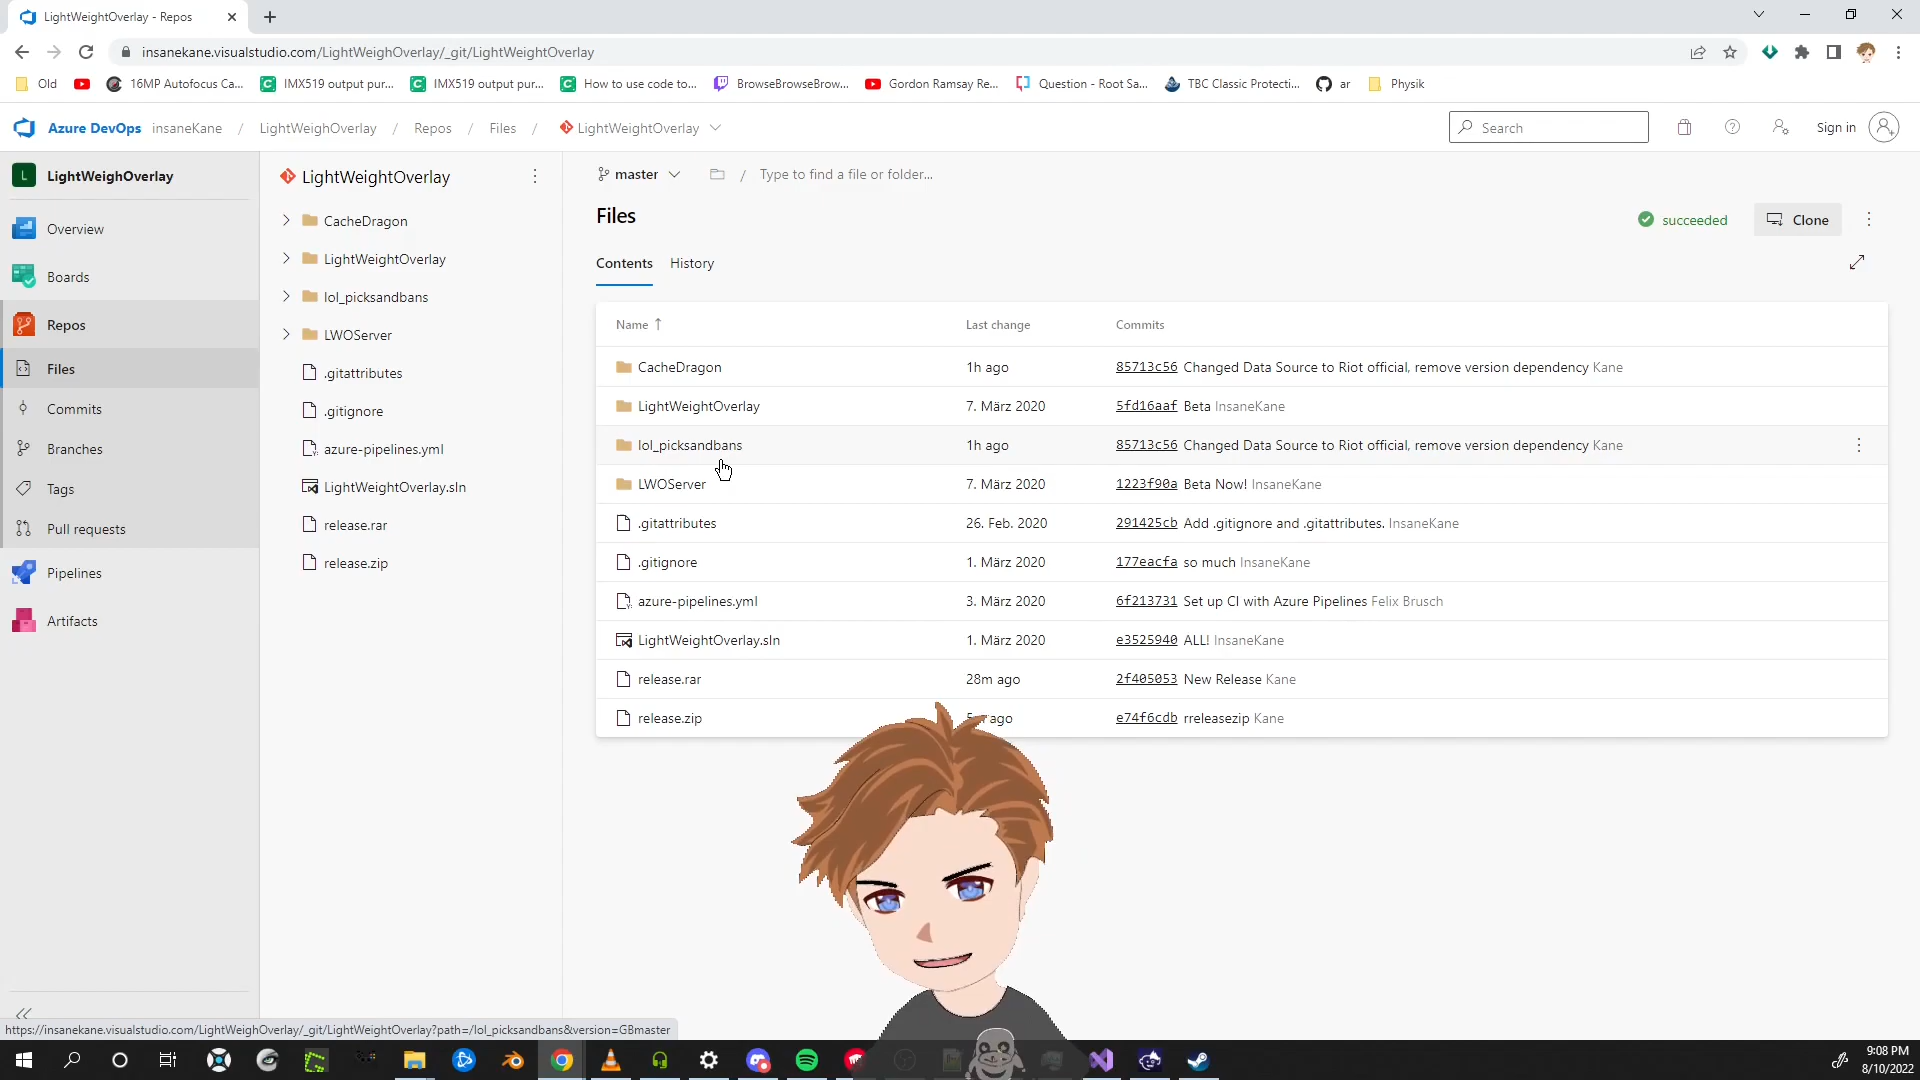 LightWeightOverlay - Repos
insanekane.visualstudio.com/LightWeighOverlay/_git/LightWeightOverlay
Old
16MP Autofocus Ca...
IMX519 output pur...
IMX519 output pur...
How to use code to...
BrowseBrowseBrow...
Gordon Ramsay Re...
Question - Root Sa...
TBC Classic Protecti...
ar
Physik
Azure DevOps insaneKane / LightWeighOverlay / Repos / Files / LightWeighOverlay
Search
Sign in
L LightWeighOverlay
Overview
Boards
Repos
Files
Commits
Branches
Tags
Pull requests
Pipelines
Artifacts
LightWeightOverlay
CacheDragon
LightWeightOverlay
lol_picksandbans
LWOServer
.gitattributes
.gitignore
azure-pipelines.yml
LightWeightOverlay.sln
release.rar
release.zip
master / Type to find a file or folder...
Files
succeeded
Clone
Contents History
Name Last change Commits
CacheDragon 1h ago 85713c56 Changed Data Source to Riot official, remove version dependency Kane
LightWeightOverlay 7. März 2020 5fd16aaf Beta InsaneKane
lol_picksandbans 1h ago 85713c56 Changed Data Source to Riot official, remove version dependency Kane
LWOServer 7. März 2020 1223f90a Beta Now! InsaneKane
.gitattributes 26. Feb. 2020 291425cb Add .gitignore and .gitattributes. InsaneKane
.gitignore 1. März 2020 177eacfa so much InsaneKane
azure-pipelines.yml 3. März 2020 6f213731 Set up CI with Azure Pipelines Felix Brusch
LightWeightOverlay.sln 1. März 2020 e3525940 ALL! InsaneKane
release.rar 28m ago 2f405053 New Release Kane
release.zip ago e74f6cdb rreleasezip Kane
https://insanekane.visualstudio.com/LightWeighOverlay/_git/LightWeightOverlay?path=/lol_picksandbans&version=GBmaster
9:08 PM
8/10/2022